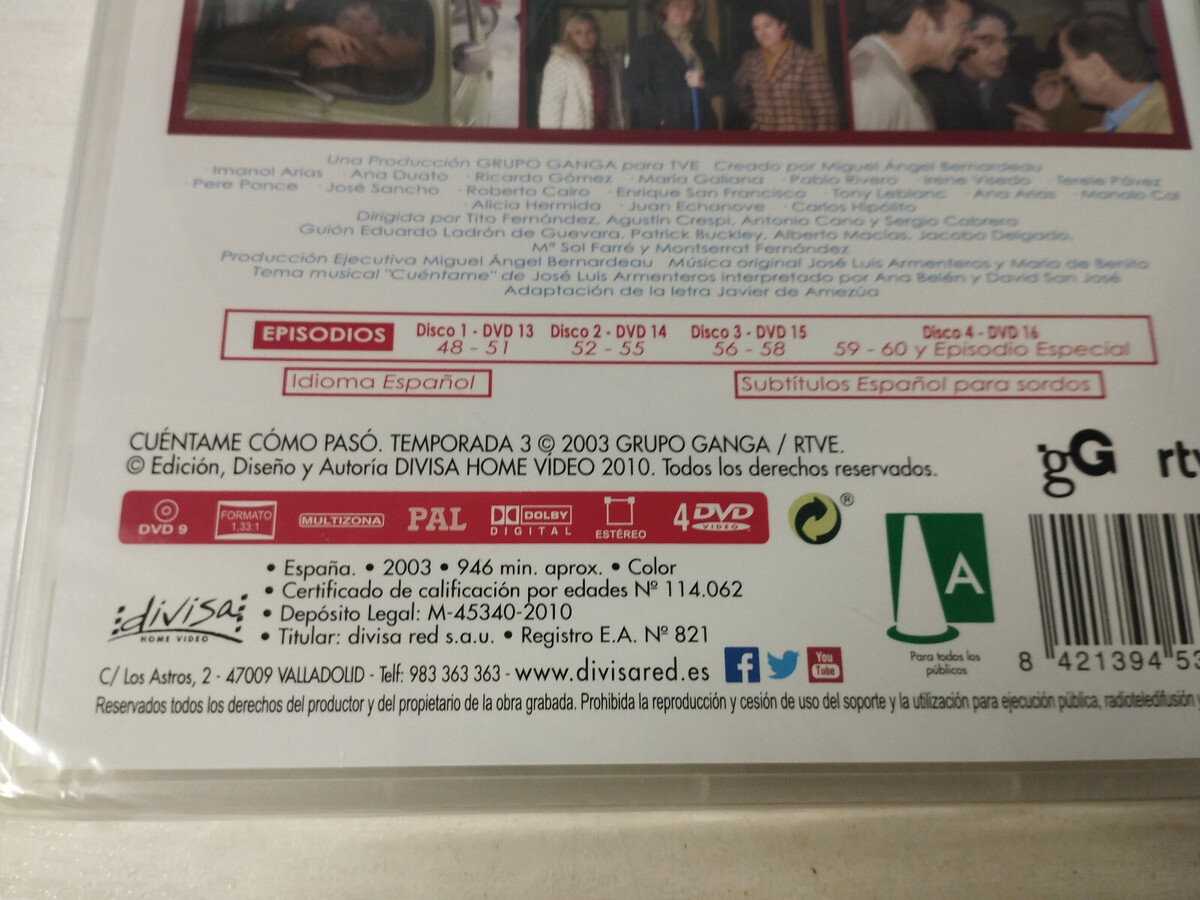 Una Producción GRUPO GANGA para TVE Creado por Miguel Ángel Bernardeau
· Imanol Arias · Ana Duato · Ricardo Gómez · María Galiana · Pablo Rivero · Irene Visedo · Terele Pávez
· Pere Ponce · José Sancho · Roberto Cairo · Enrique San Francisco · Tony Leblanc · Ana Arias · Manolo Cal
· Alicia Hermida · Juan Echanove · Carlos Hipólito
Dirigida por Tito Fernández, Agustín Crespi, Antonio Cano y Sergio Cabrera
Guión Eduardo Ladrón de Guevara, Patrick Buckley, Alberto Macías, Jacobo Delgado,
Mª Sol Farré y Montserrat Fernández
Producción Ejecutiva Miguel Ángel Bernardeau Música original José Luis Armenteros y Mario de Benito
Tema musical "Cuéntame" de José Luis Armenteros interpretado por Ana Belén y David San José
Adaptación de la letra Javier de Amezúa
EPISODIOS Disco 1 - DVD 13 Disco 2 - DVD 14 Disco 3 - DVD 15 Disco 4 - DVD 16
48 - 51 52 - 55 56 - 58 59 - 60 y Episodio Especial
Idioma Español Subtítulos Español para sordos
CUÉNTAME CÓMO PASÓ. TEMPORADA 3 © 2003 GRUPO GANGA / RTVE.
© Edición, Diseño y Autoría DIVISA HOME VÍDEO 2010. Todos los derechos reservados.
gG rtv
DVD 9 FORMATO 1.33:1 MULTIZONA PAL DOLBY DIGITAL ESTÉREO 4 DVD VIDEO ®
A
Para todos los
públicos
8 421394 53
• España. • 2003 • 946 min. aprox. • Color
• Certificado de calificación por edades Nº 114.062
• Depósito Legal: M-45340-2010
• Titular: divisa red s.a.u. • Registro E.A. Nº 821
divisa
HOME VIDEO
C/ Los Astros, 2 - 47009 VALLADOLID - Telf: 983 363 363 - www.divisared.es f You Tube
Reservados todos los derechos del productor y del propietario de la obra grabada. Prohibida la reproducción y cesión de uso del soporte y la utilización para ejecución pública, radioteledifusión y